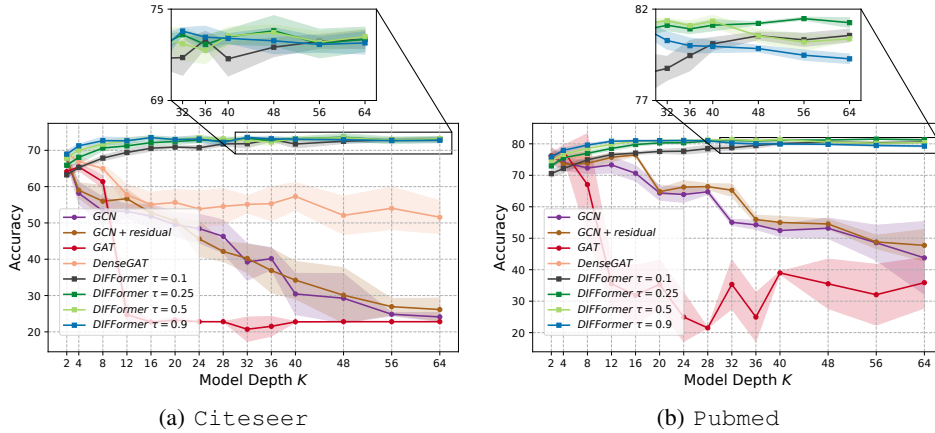 75
69
32 36 40 48 56 64
82
77
32 36 40 48 56 64
Accuracy
70
60
50
40
30
20
GCN
GCN + residual
GAT
DenseGAT
DIFFormer τ = 0.1
DIFFormer τ = 0.25
DIFFormer τ = 0.5
DIFFormer τ = 0.9
2 4 8 12 16 20 24 28 32 36 40 48 56 64
Model Depth K
(a) Citeseer
Accuracy
80
70
60
50
40
30
20
GCN
GCN + residual
GAT
DIFFormer τ = 0.1
DIFFormer τ = 0.25
DIFFormer τ = 0.5
DIFFormer τ = 0.9
2 4 8 12 16 20 24 28 32 36 40 48 56 64
Model Depth K
(b) Pubmed